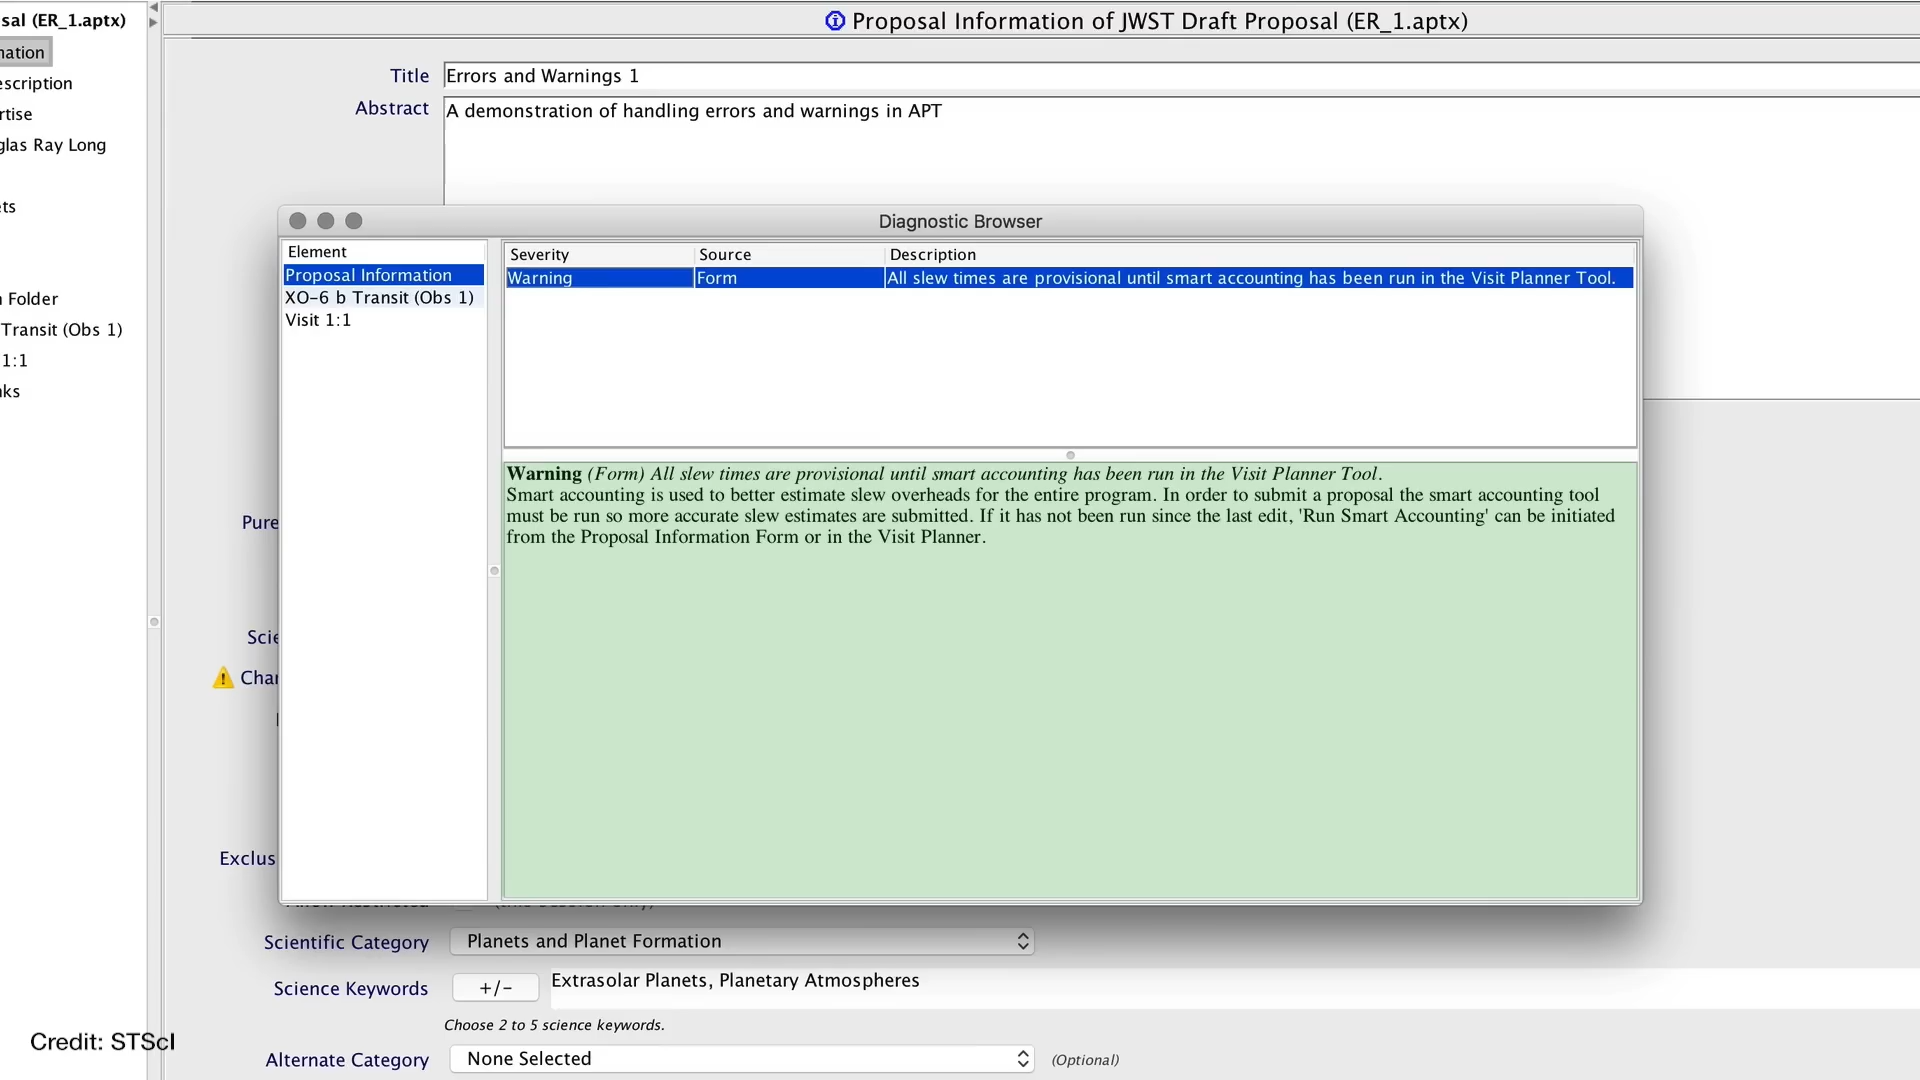 sal (ER_1.aptx)
nation
escription
rtise
glas Ray Long
ets
n Folder
Transit (Obs 1)
1:1
nks
Proposal Information of JWST Draft Proposal (ER_1.aptx)
Title Errors and Warnings 1
Abstract A demonstration of handling errors and warnings in APT
Diagnostic Browser
Element
Proposal Information
XO-6 b Transit (Obs 1)
Visit 1:1
Severity Source Description
Warning Form All slew times are provisional until smart accounting has been run in the Visit Planner Tool.
Warning (Form) All slew times are provisional until smart accounting has been run in the Visit Planner Tool.
Smart accounting is used to better estimate slew overheads for the entire program. In order to submit a proposal the smart accounting tool
must be run so more accurate slew estimates are submitted. If it has not been run since the last edit, 'Run Smart Accounting' can be initiated
from the Proposal Information Form or in the Visit Planner.
Pure
Scie
Char
Exclus
Scientific Category Planets and Planet Formation
Science Keywords +/- Extrasolar Planets, Planetary Atmospheres
Choose 2 to 5 science keywords.
Alternate Category None Selected (Optional)
Credit: STScI